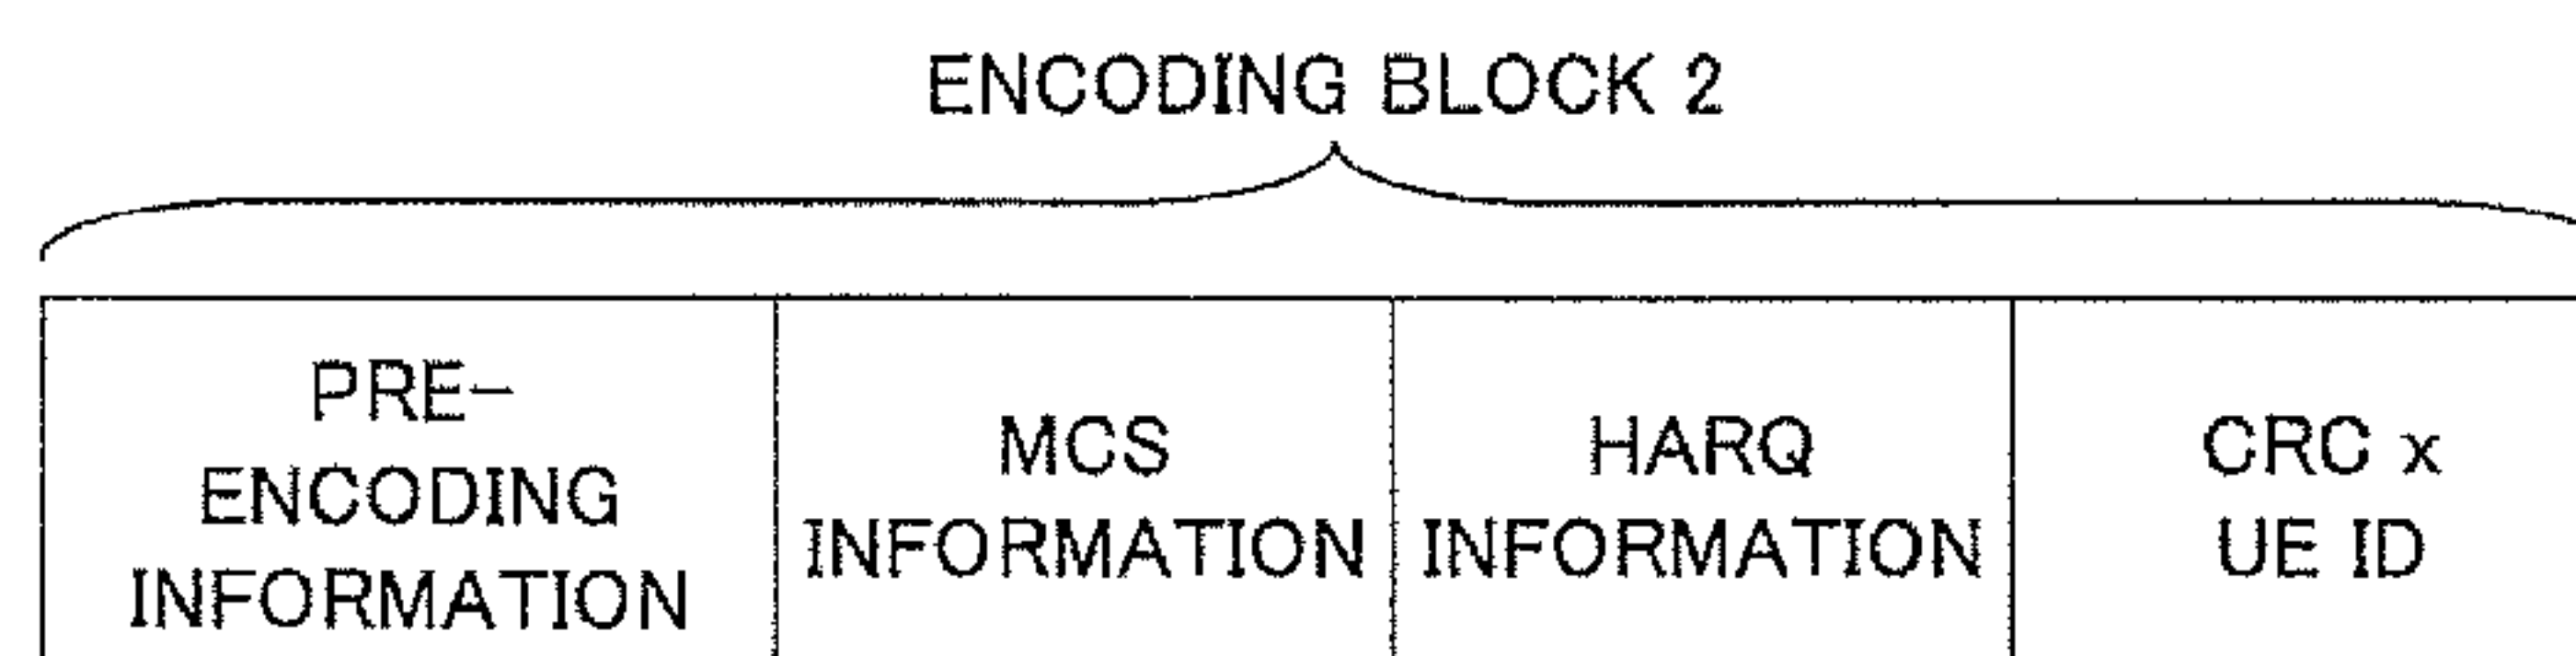 ENCODING BLOCK 2
PRE-
ENCODING
INFORMATION
MCS
INFORMATION
HARQ
INFORMATION
CRC x
UE ID